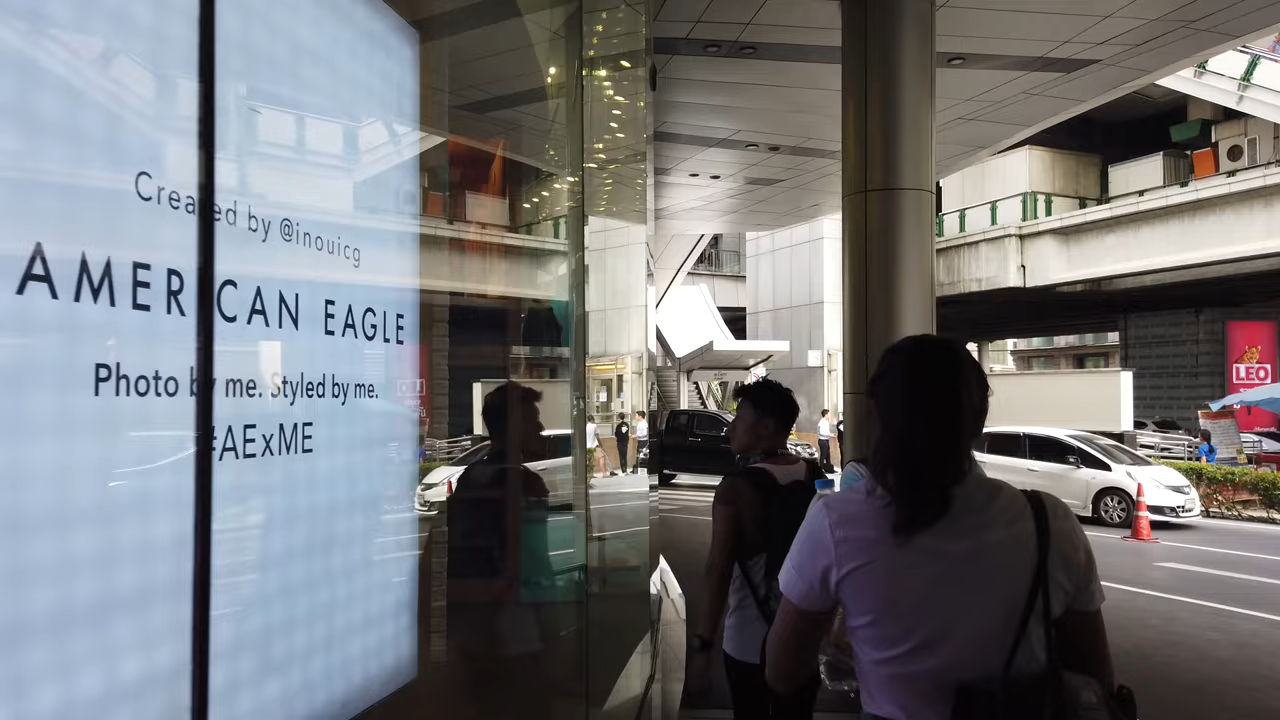 Created by @inouicg
AMERICAN EAGLE
Photo by me. Styled by me.
#AExME
LEO